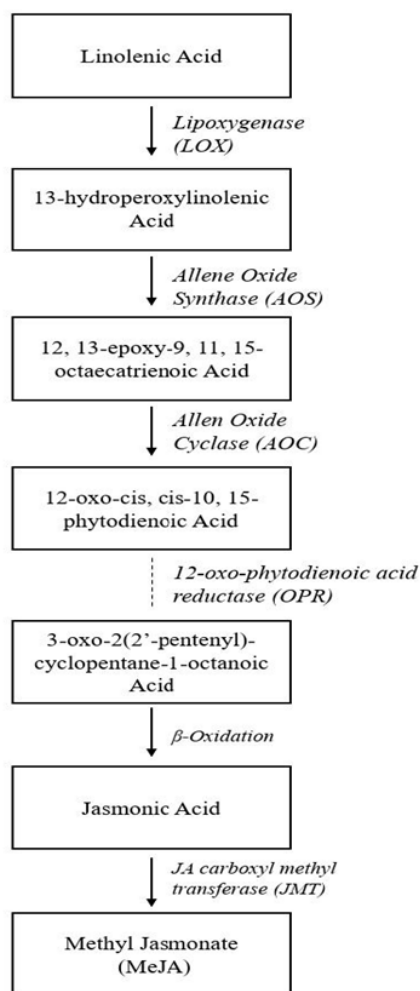 Linolenic Acid
Lipoxygenase
(LOX)
13-hydroperoxylinolenic
Acid
Allene Oxide
Synthase (AOS)
12, 13-epoxy-9, 11, 15-
octaecatrienoic Acid
Allen Oxide
Cyclase (AOC)
12-oxo-cis, cis-10, 15-
phytodienoic Acid
12-oxo-phytodienoic acid
reductase (OPR)
3-oxo-2(2’-pentenyl)-
cyclopentane-1-octanoic
Acid
β-Oxidation
Jasmonic Acid
JA carboxyl methyl
transferase (JMT)
Methyl Jasmonate
(MeJA)